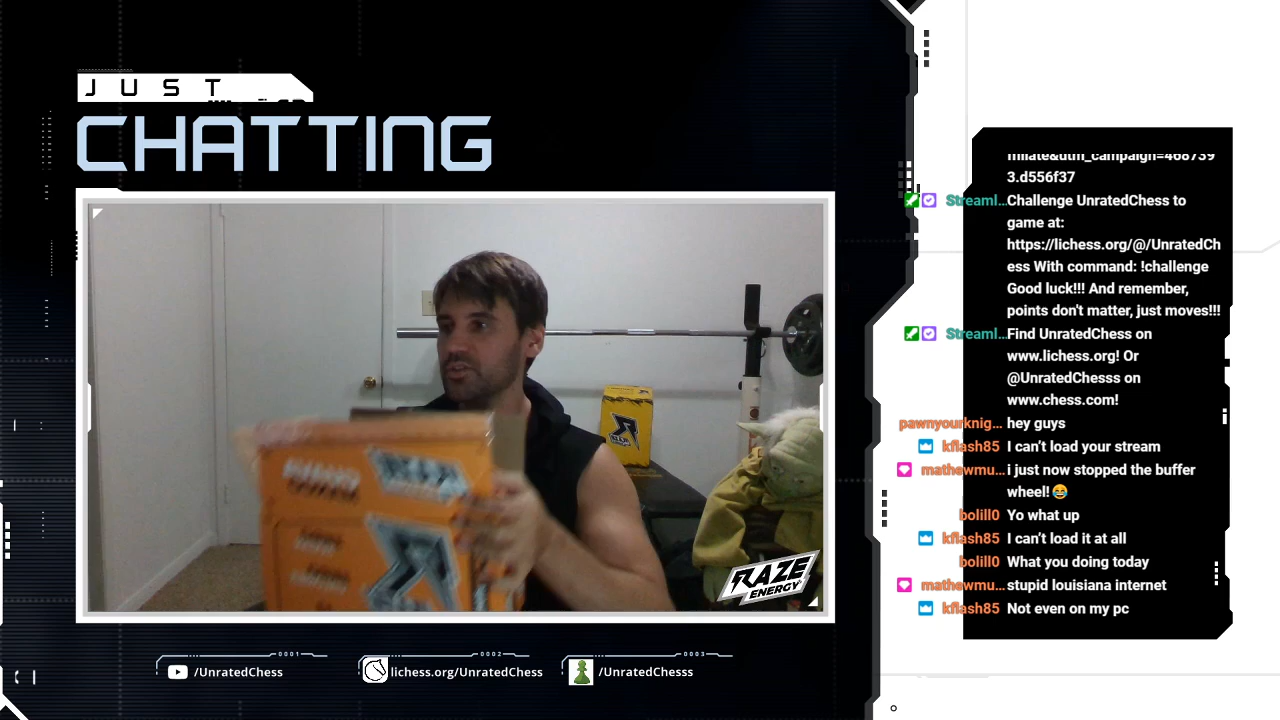 JUST
CHATTING
RAZE
ENERGY
0001
/UnratedChess
0002
lichess.org/UnratedChess
0003
/UnratedChesss
3.d556f37
Streaml...Challenge UnratedChess to
game at:
https://lichess.org/@/UnratedCh
ess With command: !challenge
Good luck!!! And remember,
points don't matter, just moves!!!
Streaml...Find UnratedChess on
www.lichess.org! Or
@UnratedChesss on
www.chess.com!
pawnyourknig... hey guys
kflash85 I can't load your stream
mathewmu... i just now stopped the buffer
wheel!😂
bolill0 Yo what up
kflash85 I can't load it at all
bolill0 What you doing today
mathewmu... stupid louisiana internet
kflash85 Not even on my pc